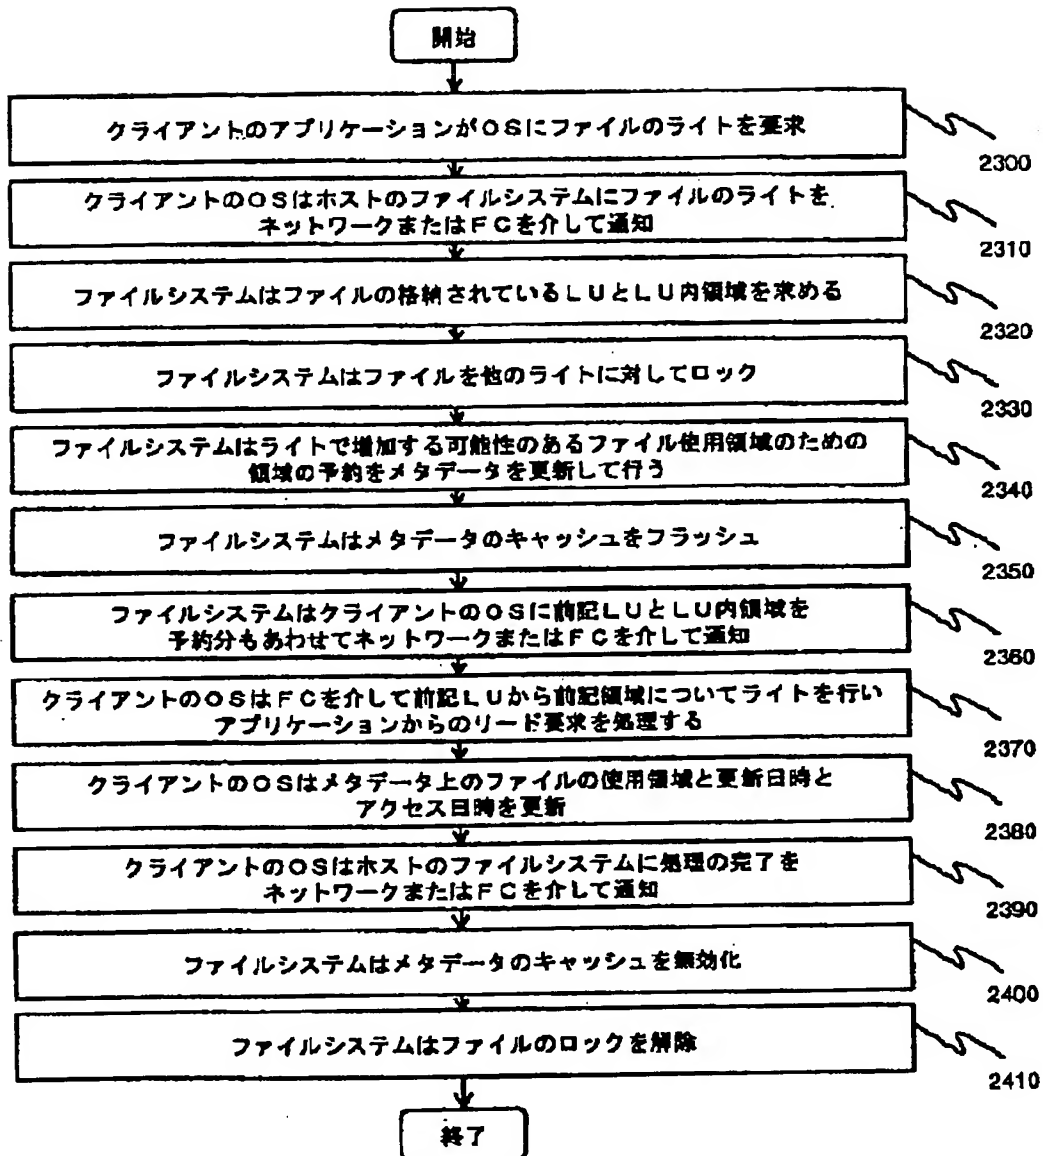 開始
クライアントのアプリケーションがOSにファイルのライトを要求
2300
クライアントのOSはホストのファイルシステムにファイルのライトを
ネットワークまたはFCを介して通知
2310
ファイルシステムはファイルの格納されているLUとLU内領域を求める
2320
ファイルシステムはファイルを他のライトに対してロック
2330
ファイルシステムはライトで増加する可能性のあるファイル使用領域のための
領域の予約をメタデータを更新して行う
2340
ファイルシステムはメタデータのキャッシュをフラッシュ
2350
ファイルシステムはクライアントのOSに前記LUとLU内領域を
予約分もあわせてネットワークまたはFCを介して通知
2360
クライアントのOSはFCを介して前記LUから前記領域についてライトを行い
アプリケーションからのリード要求を処理する
2370
クライアントのOSはメタデータ上のファイルの使用領域と更新日時と
アクセス日時を更新
2380
クライアントのOSはホストのファイルシステムに処理の完了を
ネットワークまたはFCを介して通知
2390
ファイルシステムはメタデータのキャッシュを無効化
2400
ファイルシステムはファイルのロックを解除
2410
終了